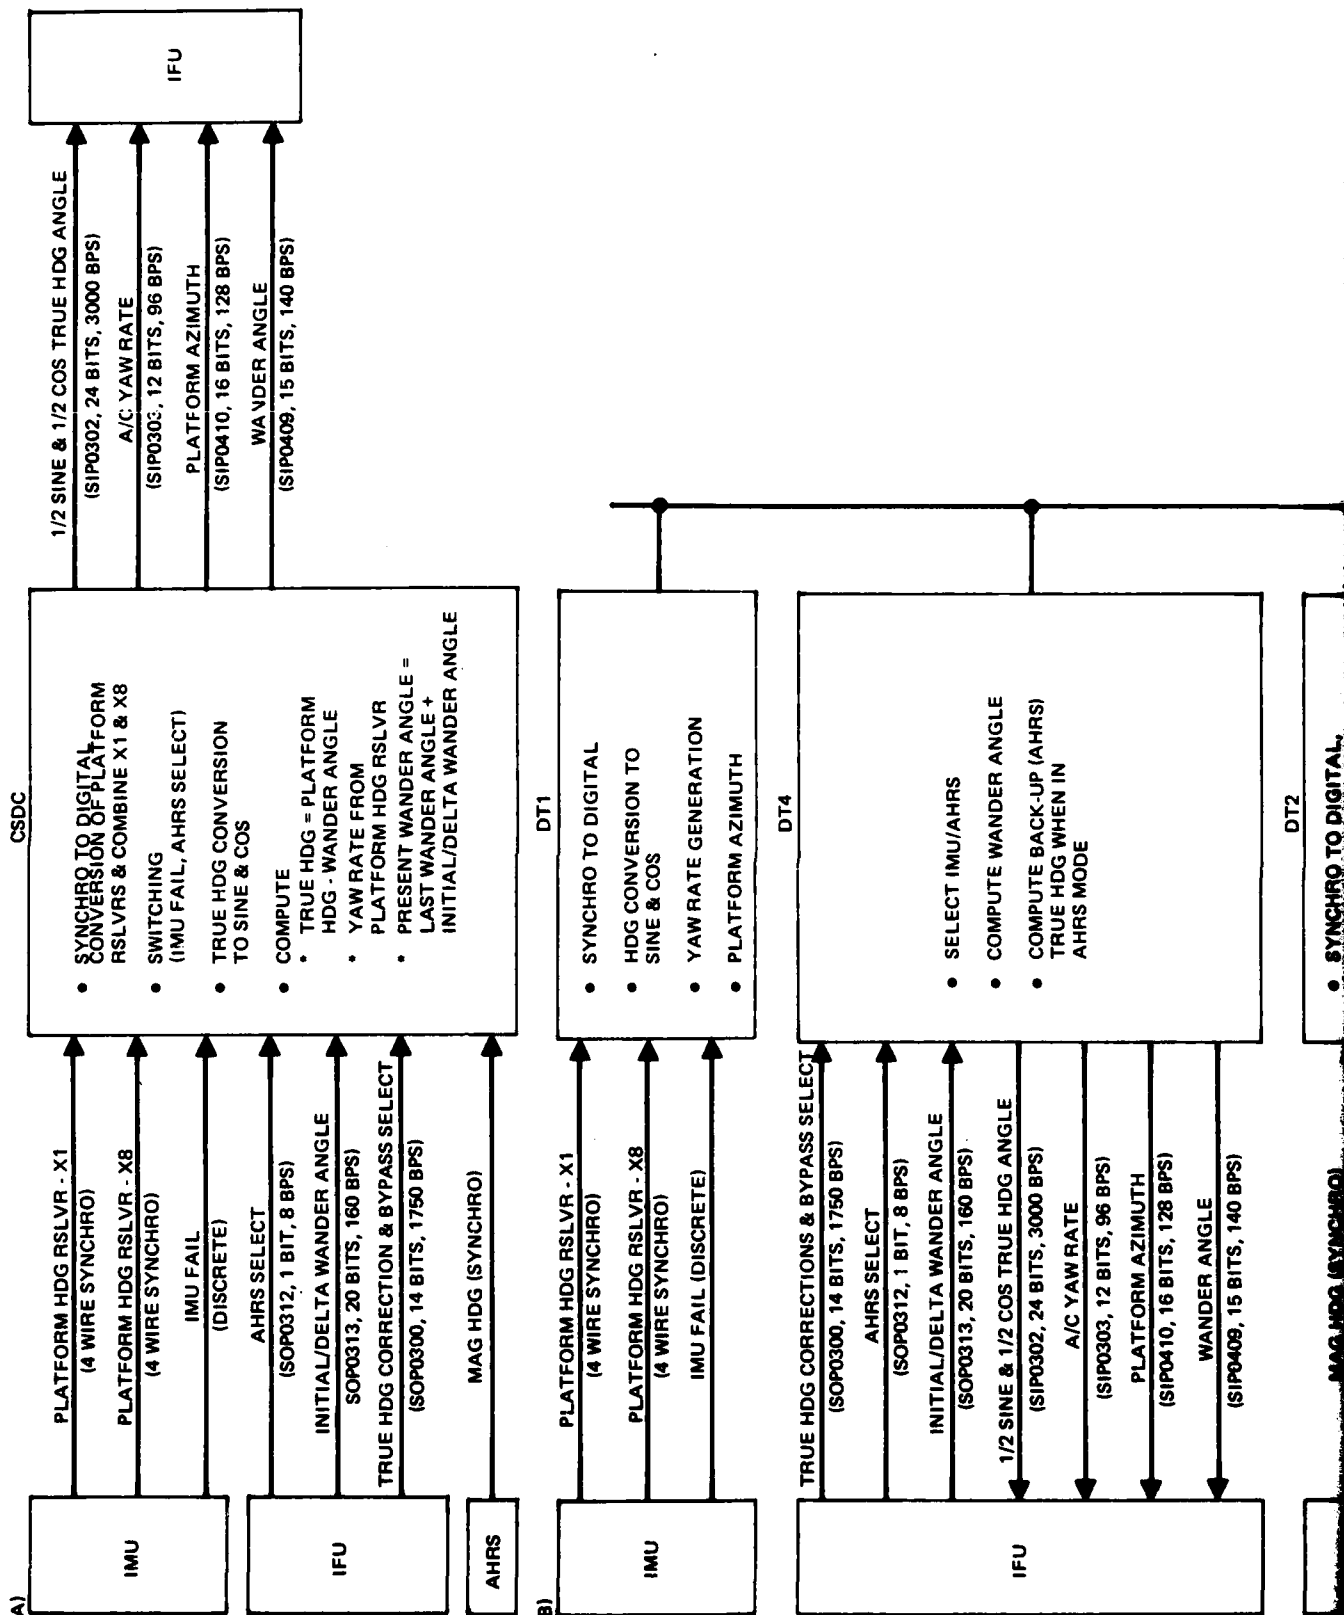 A)
IMU
PLATFORM HDG RSLVR - X1
(4 WIRE SYNCHRO)
PLATFORM HDG RSLVR - X8
(4 WIRE SYNCHRO)
IMU FAIL
(DISCRETE)
IFU
AHRS SELECT
(SOP0312, 1 BIT, 8 BPS)
INITIAL/DELTA WANDER ANGLE
SOP0313, 20 BITS, 160 BPS)
TRUE HDG CORRECTION & BYPASS SELECT
(SOP0300, 14 BITS, 1750 BPS)
AHRS
MAG HDG (SYNCHRO)
CSDC
• SYNCHRO TO DIGITAL
CONVERSION OF PLATFORM
RSLVRS & COMBINE X1 & X8
• SWITCHING
(IMU FAIL, AHRS SELECT)
• TRUE HDG CONVERSION
TO SINE & COS
• COMPUTE
* TRUE HDG = PLATFORM
HDG - WANDER ANGLE
* YAW RATE FROM
PLATFORM HDG RSLVR
* PRESENT WANDER ANGLE =
LAST WANDER ANGLE +
INITIAL/DELTA WANDER ANGLE
1/2 SINE & 1/2 COS TRUE HDG ANGLE
(SIP0302, 24 BITS, 3000 BPS)
A/C YAW RATE
(SIP0303, 12 BITS, 96 BPS)
PLATFORM AZIMUTH
(SIP0410, 16 BITS, 128 BPS)
WANDER ANGLE
(SIP0409, 15 BITS, 140 BPS)
IFU
B)
IMU
PLATFORM HDG RSLVR - X1
(4 WIRE SYNCHRO)
PLATFORM HDG RSLVR - X8
(4 WIRE SYNCHRO)
IMU FAIL (DISCRETE)
DT1
• SYNCHRO TO DIGITAL
• HDG CONVERSION TO
SINE & COS
• YAW RATE GENERATION
• PLATFORM AZIMUTH
IFU
TRUE HDG CORRECTIONS & BYPASS SELECT
(SOP0300, 14 BITS, 1750 BPS)
AHRS SELECT
(SOP0312, 1 BIT, 8 BPS)
INITIAL/DELTA WANDER ANGLE
(SOP0313, 20 BITS, 160 BPS)
1/2 SINE & 1/2 COS TRUE HDG ANGLE
(SIP0302, 24 BITS, 3000 BPS)
A/C YAW RATE
(SIP0303, 12 BITS, 96 BPS)
PLATFORM AZIMUTH
(SIP0410, 16 BITS, 128 BPS)
WANDER ANGLE
(SIP0409, 15 BITS, 140 BPS)
DT4
• SELECT IMU/AHRS
• COMPUTE WANDER ANGLE
• COMPUTE BACK-UP (AHRS)
TRUE HDG WHEN IN
AHRS MODE
MAG HDG (SYNCHRO)
DT2
• SYNCHRO TO DIGITAL,